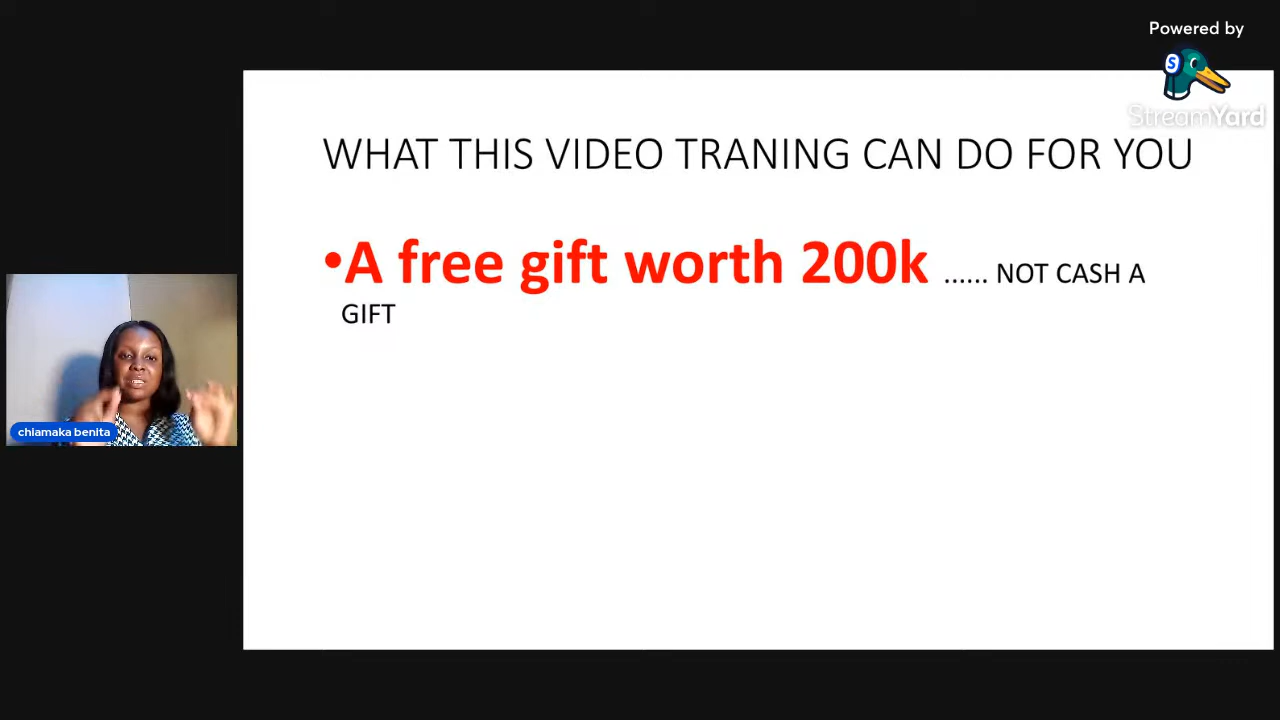 Powered by
StreamYard
WHAT THIS VIDEO TRANING CAN DO FOR YOU
•A free gift worth 200k ...... NOT CASH A
GIFT
chiamaka benita